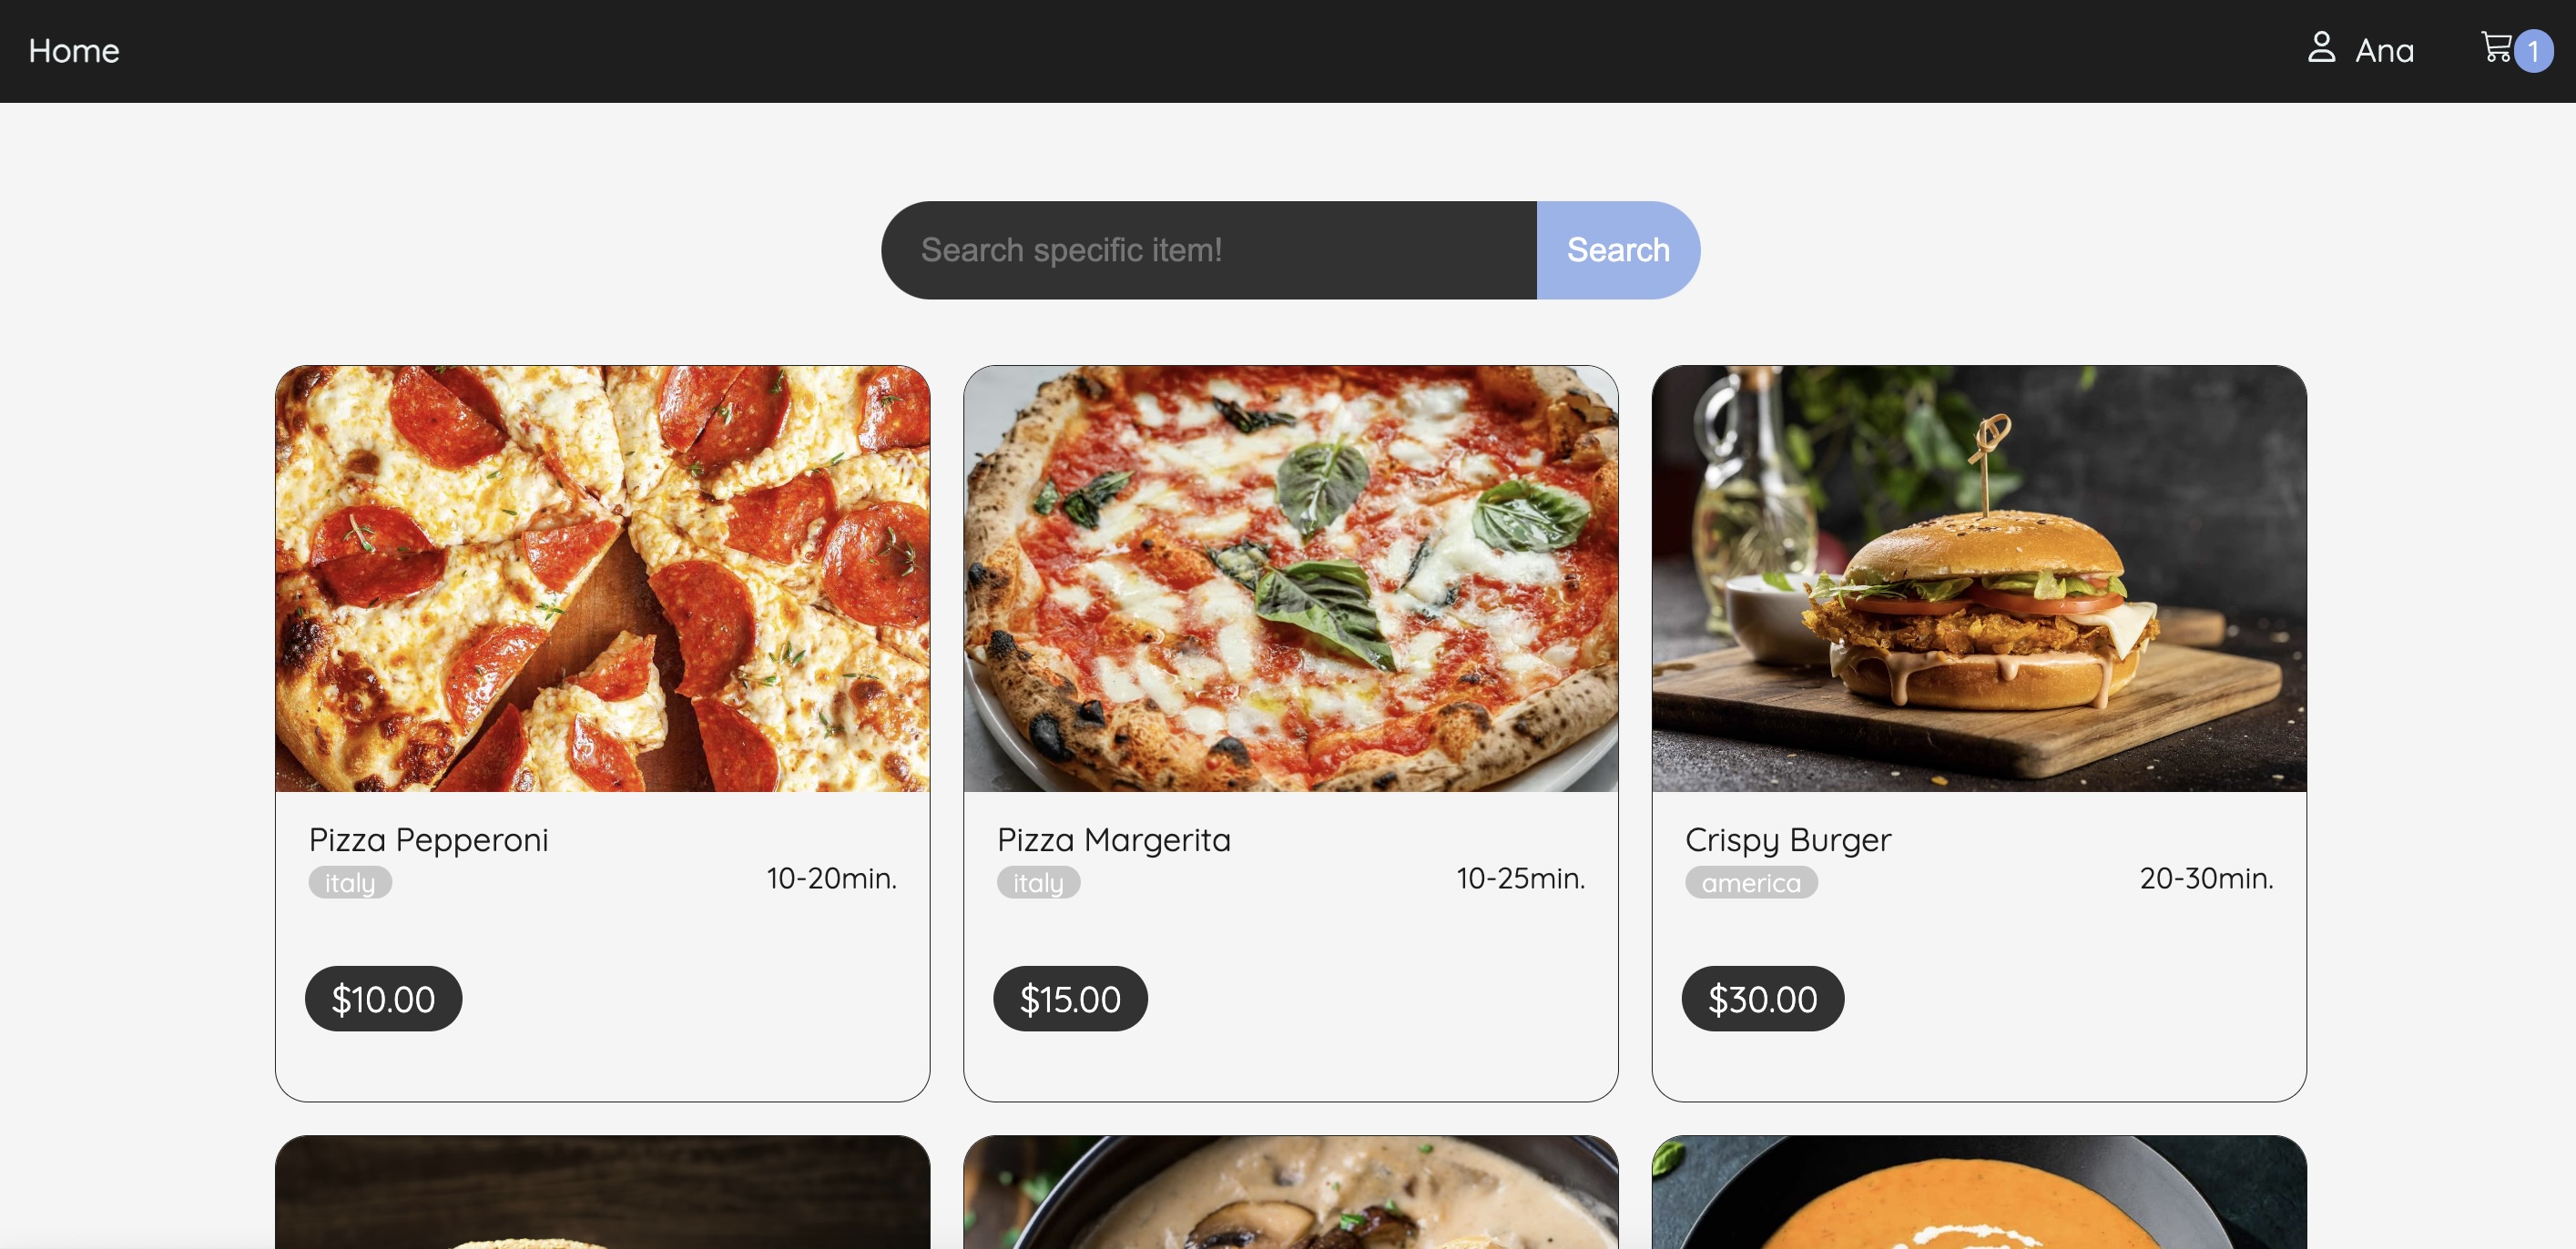 Home
Ana
1
Search specific item!
Search
Pizza Pepperoni
italy
10-20min.
$10.00
Pizza Margerita
italy
10-25min.
$15.00
Crispy Burger
america
20-30min.
$30.00